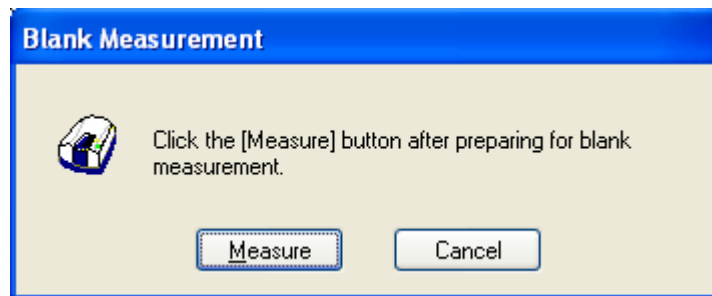 Blank Measurement
Click the [Measure] button after preparing for blank
measurement.
Measure
Cancel